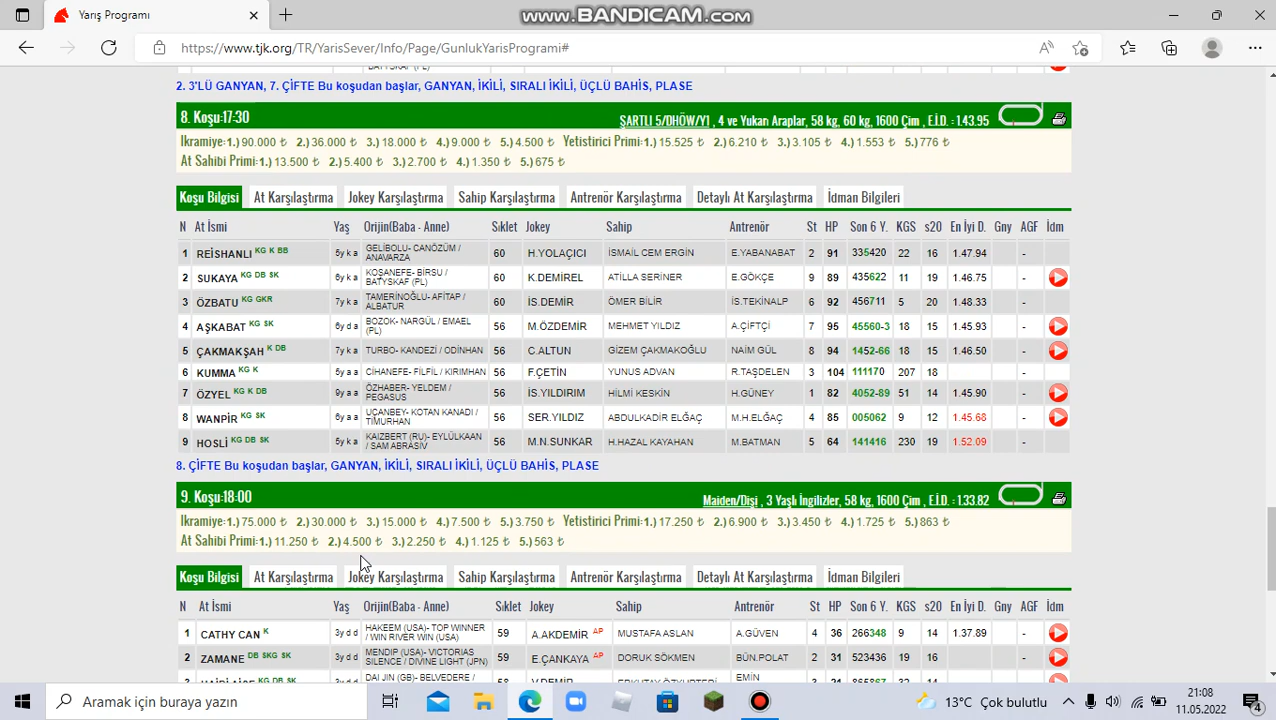 Yarış Programı
www.BANDICAM.com
https://www.tjk.org/TR/YarisSever/Info/Page/GunlukYarisProgrami#
2. 3'LÜ GANYAN, 7. ÇİFTE Bu koşudan başlar, GANYAN, İKİLİ, SIRALI İKİLİ, ÜÇLÜ BAHİS, PLASE
8. Koşu:17:30 ŞARTLI 5/DHÖW/Y1 , 4 ve Yukarı Araplar, 58 kg, 60 kg, 1600 Çim , E.İ.D. : 1.43.95
İkramiye:1.) 90.000 ₺ 2.) 36.000 ₺ 3.) 18.000 ₺ 4.) 9.000 ₺ 5.) 4.500 ₺ Yetistirici Primi:1.) 15.525 ₺ 2.) 6.210 ₺ 3.) 3.105 ₺ 4.) 1.553 ₺ 5.) 776 ₺
At Sahibi Primi:1.) 13.500 ₺ 2.) 5.400 ₺ 3.) 2.700 ₺ 4.) 1.350 ₺ 5.) 675 ₺
Koşu Bilgisi At Karşılaştırma Jokey Karşılaştırma Sahip Karşılaştırma Antrenör Karşılaştırma Detaylı At Karşılaştırma İdman Bilgileri
N At İsmi Yaş Orijin(Baba - Anne) Sıklet Jokey Sahip Antrenör St HP Son 6 Y. KGS s20 En İyi D. Gny AGF İdm
1 REİSHANLI KG K BB 6y k a GELİBOLU- CANÖZÜM / ANAVARZA 60 H.YOLAÇICI İSMAİL CEM ERGİN E.YABANABAT 2 91 335420 22 16 1.47.94 -
2 SUKAYA KG DB SK 6y k a KOŞANEFE- BİRSU / BATYSKAF (PL) 60 K.DEMİREL ATİLLA SERİNER E.GÖKÇE 9 89 435622 11 19 1.46.75 -
3 ÖZBATU KG GKR 7y k a TAMERİNOĞLU- AFİTAP / ALBATUR 60 İS.DEMİR ÖMER BİLİR İS.TEKİNALP 6 92 456711 5 20 1.48.33 -
4 AŞKABAT KG SK 6y d a BOZOK- NARGÜL / EMAEL (PL) 56 M.ÖZDEMİR MEHMET YILDIZ A.ÇİFTÇİ 7 95 45560-3 18 15 1.45.93 -
5 ÇAKMAKŞAH K DB 7y k a TURBO- KANDEZİ / ODİNHAN 56 C.ALTUN GİZEM ÇAKMAKOĞLU NAİM GÜL 8 94 1452-66 18 15 1.46.50 -
6 KUMMA KG K 6y a a CİHANEFE- FİLFİL / KIRIMHAN 56 F.ÇETİN YUNUS ADVAN R.TAŞDELEN 3 104 111170 207 18 -
7 ÖZYEL KG K DB 9y a a ÖZHABER- YELDEM / PEGASUS 56 İS.YILDIRIM HİLMİ KESKİN H.GÜNEY 1 82 4052-89 51 14 1.45.90 -
8 WANPİR KG SK 6y a a UÇANBEY- KOTAN KANADI / TİMURHAN 56 SER.YILDIZ ABDULKADİR ELĞAÇ M.H.ELĞAÇ 4 85 005062 9 12 1.45.68 -
9 HOSLİ KG DB SK 5y k a KAIZBERT (RU)- EYLÜLKAAN / SAM ABRASIV 56 M.N.SUNKAR H.HAZAL KAYAHAN M.BATMAN 5 64 141416 230 19 1.52.09 -
8. ÇİFTE Bu koşudan başlar, GANYAN, İKİLİ, SIRALI İKİLİ, ÜÇLÜ BAHİS, PLASE
9. Koşu:18:00 Maiden/Dişi , 3 Yaşlı İngilizler, 58 kg, 1600 Çim , E.İ.D. : 1.33.82
İkramiye:1.) 75.000 ₺ 2.) 30.000 ₺ 3.) 15.000 ₺ 4.) 7.500 ₺ 5.) 3.750 ₺ Yetistirici Primi:1.) 17.250 ₺ 2.) 6.900 ₺ 3.) 3.450 ₺ 4.) 1.725 ₺ 5.) 863 ₺
At Sahibi Primi:1.) 11.250 ₺ 2.) 4.500 ₺ 3.) 2.250 ₺ 4.) 1.125 ₺ 5.) 563 ₺
Koşu Bilgisi At Karşılaştırma Jokey Karşılaştırma Sahip Karşılaştırma Antrenör Karşılaştırma Detaylı At Karşılaştırma İdman Bilgileri
N At İsmi Yaş Orijin(Baba - Anne) Sıklet Jokey Sahip Antrenör St HP Son 6 Y. KGS s20 En İyi D. Gny AGF İdm
1 CATHY CAN K 3y d d HAKEEM (USA)- TOP WINNER / WIN RIVER WIN (USA) 59 A.AKDEMİR AP MUSTAFA ASLAN A.GÜVEN 4 36 266348 9 14 1.37.89 -
2 ZAMANE DB SKG SK 3y d d MENDIP (USA)- VICTORIAS SILENCE / DIVINE LIGHT (JPN) 59 E.ÇANKAYA AP DORUK SÖKMEN BÜN.POLAT 2 31 523436 19 16 -
DAI JIN (GB)- BELVEDERE / EMİN
Aramak için buraya yazın 13°C Çok bulutlu 21:08
11.05.2022 4